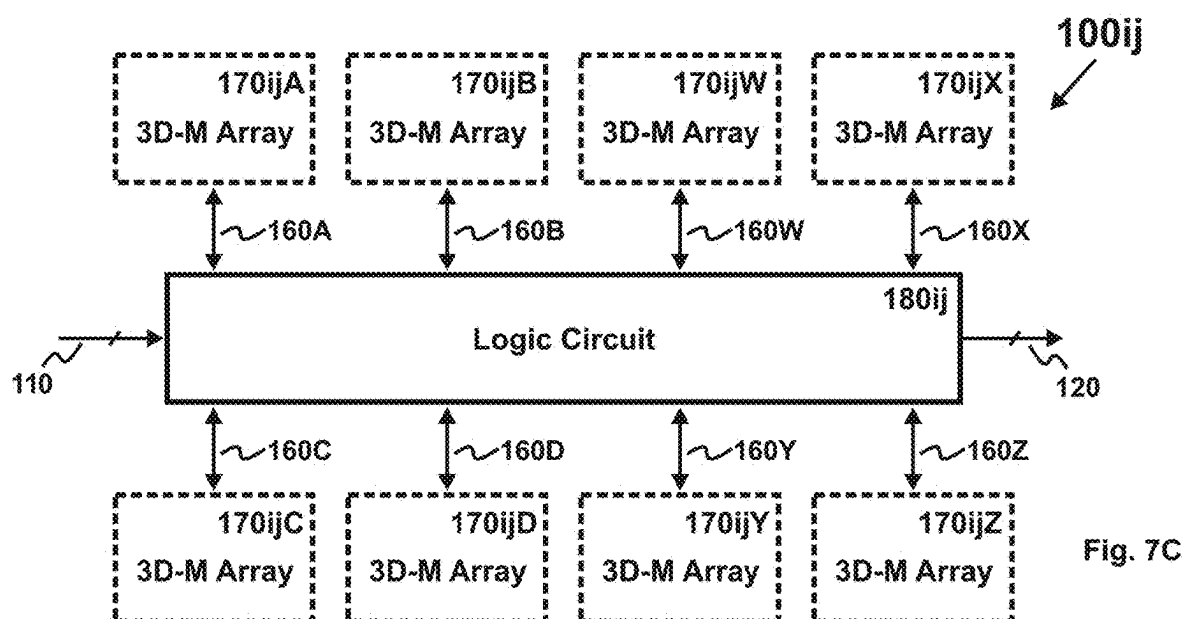 100ij
170ijA
3D-M Array
170ijB
3D-M Array
170ijW
3D-M Array
170ijX
3D-M Array
160A
160B
160W
160X
180ij
Logic Circuit
110
120
160C
160D
160Y
160Z
170ijC
3D-M Array
170ijD
3D-M Array
170ijY
3D-M Array
170ijZ
3D-M Array
Fig. 7C